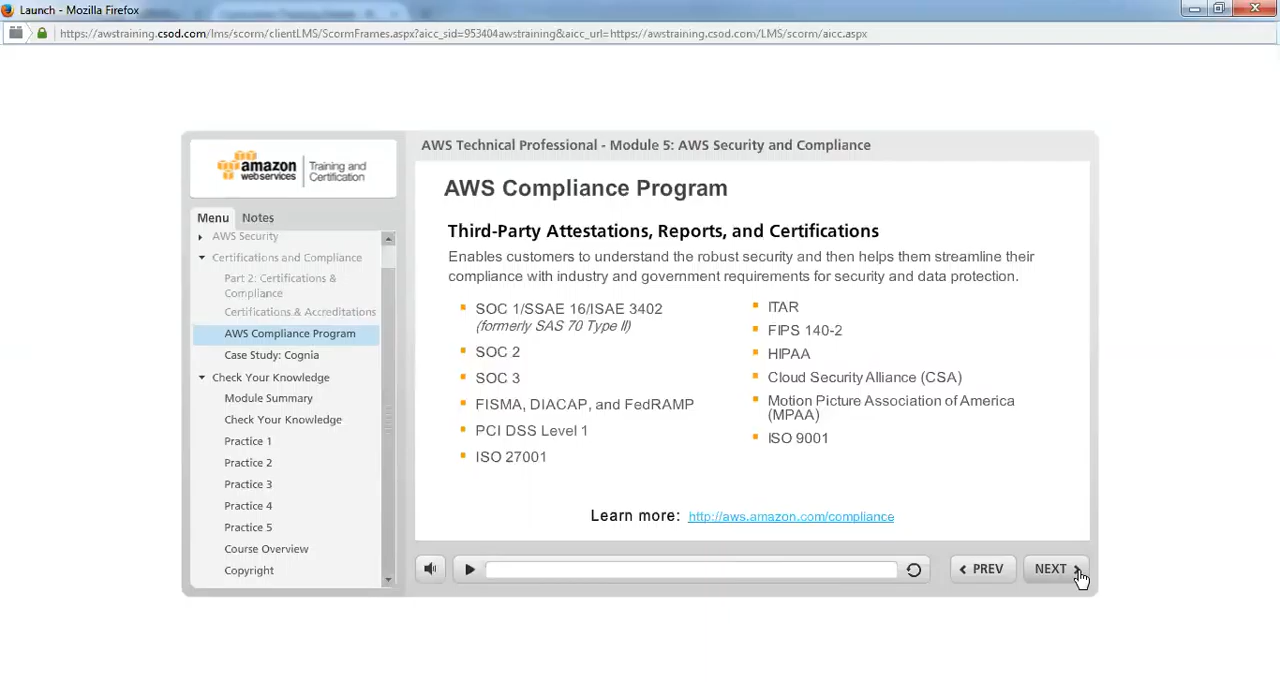 Launch - Mozilla Firefox
https://awstraining.csod.com/lms/scorm/clientLMS/ScormFrames.aspx?aicc_sid=953404awstraining&aicc_url=https://awstraining.csod.com/LMS/scorm/aicc.aspx
amazon
webservices
Training and
Certification
AWS Technical Professional - Module 5: AWS Security and Compliance
Menu
Notes
AWS Security
Certifications and Compliance
Part 2: Certifications &
Compliance
Certifications & Accreditations
AWS Compliance Program
Case Study: Cognia
Check Your Knowledge
Module Summary
Check Your Knowledge
Practice 1
Practice 2
Practice 3
Practice 4
Practice 5
Course Overview
Copyright
AWS Compliance Program
Third-Party Attestations, Reports, and Certifications
Enables customers to understand the robust security and then helps them streamline their
compliance with industry and government requirements for security and data protection.
SOC 1/SSAE 16/ISAE 3402
(formerly SAS 70 Type II)
SOC 2
SOC 3
FISMA, DIACAP, and FedRAMP
PCI DSS Level 1
ISO 27001
ITAR
FIPS 140-2
HIPAA
Cloud Security Alliance (CSA)
Motion Picture Association of America
(MPAA)
ISO 9001
Learn more: http://aws.amazon.com/compliance
PREV
NEXT